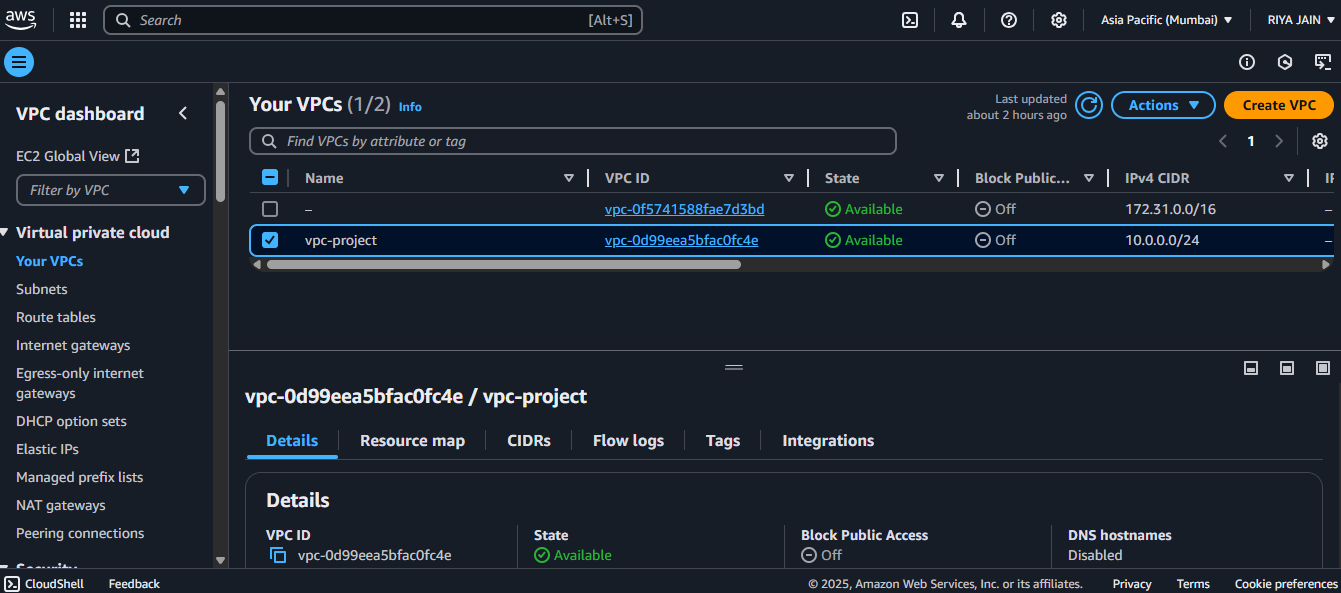 aws Search [Alt+S] Asia Pacific (Mumbai) RIYA JAIN
VPC dashboard
EC2 Global View
Filter by VPC
Virtual private cloud
Your VPCs
Subnets
Route tables
Internet gateways
Egress-only internet
gateways
DHCP option sets
Elastic IPs
Managed prefix lists
NAT gateways
Peering connections
Security
Your VPCs (1/2) Info
Last updated
about 2 hours ago
Actions
Create VPC
Find VPCs by attribute or tag
1
Name VPC ID State Block Public... IPv4 CIDR
– vpc-0f5741588fae7d3bd Available Off 172.31.0.0/16 –
vpc-project vpc-0d99eea5bfac0fc4e Available Off 10.0.0.0/24 –
vpc-0d99eea5bfac0fc4e / vpc-project
Details Resource map CIDRs Flow logs Tags Integrations
Details
VPC ID State Block Public Access DNS hostnames
vpc-0d99eea5bfac0fc4e Available Off Disabled
CloudShell Feedback © 2025, Amazon Web Services, Inc. or its affiliates. Privacy Terms Cookie preferences